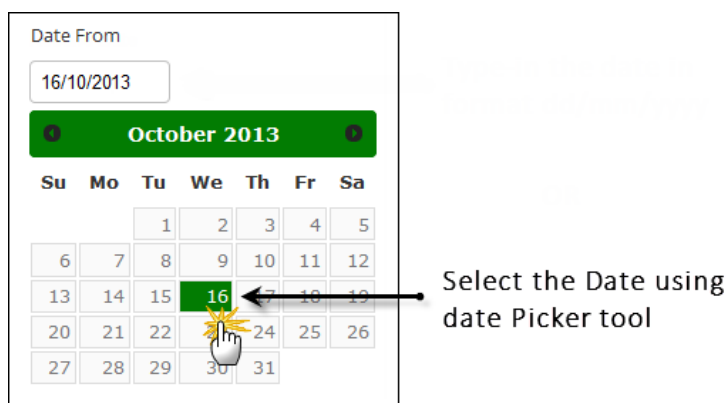 Date From
16/10/2013
October 2013
Su Mo Tu We Th Fr Sa
1 2 3 4 5
6 7 8 9 10 11 12
13 14 15 16 17 18 19
20 21 22 24 25 26
27 28 29 30 31
Select the Date using
date Picker tool